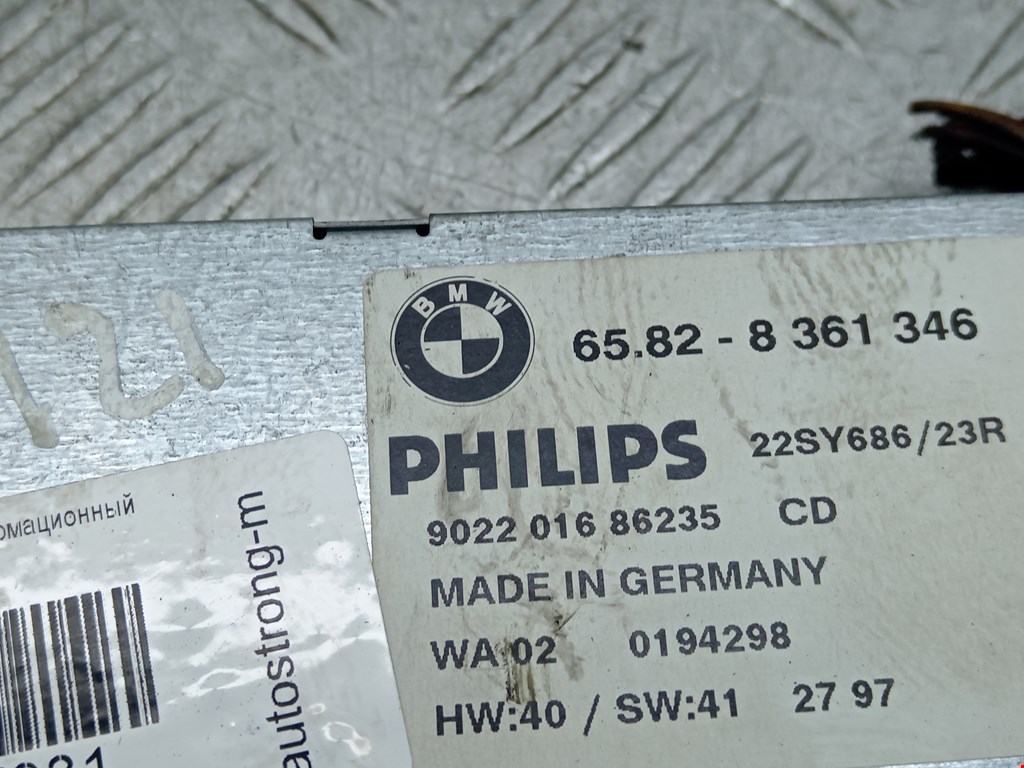 BMW
65.82 - 8 361 346
PHILIPS 22SY686/23R
9022 016 86235 CD
MADE IN GERMANY
WA 02 0194298
HW:40 / SW:41 27 97
121
autostrong-m